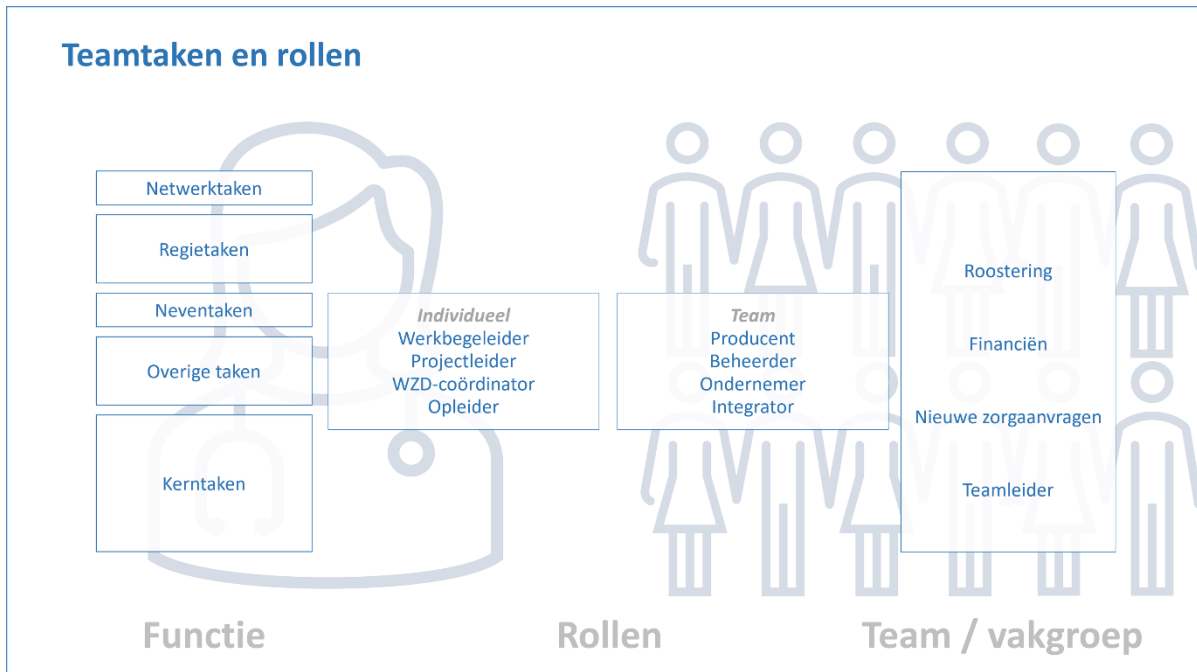 Teamtaken en rollen
Netwerktaken
Regietaken
Neventaken
Overige taken
Kerntaken
Individueel
Werkbegeleider
Projectleider
WZD-coördinator
Opleider
Team
Producent
Beheerder
Ondernemer
Integrator
Roostering
Financiën
Nieuwe zorgaanvragen
Teamleider
Functie
Rollen
Team / vakgroep